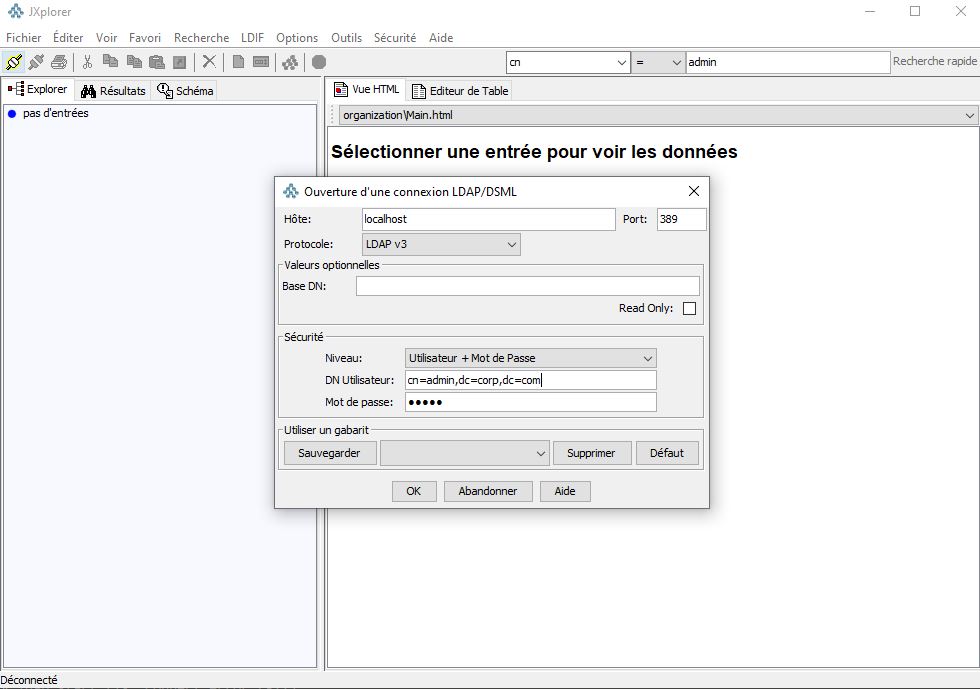 JXplorer
Fichier Éditer Voir Favori Recherche LDIF Options Outils Sécurité Aide
cn = admin Recherche rapide
Explorer Résultats Schéma
pas d'entrées
Vue HTML Editeur de Table
organization\Main.html
Sélectionner une entrée pour voir les données
Ouverture d'une connexion LDAP/DSML
Hôte: localhost Port: 389
Protocole: LDAP v3
Valeurs optionnelles
Base DN:
Read Only:
Sécurité
Niveau: Utilisateur + Mot de Passe
DN Utilisateur: cn=admin,dc=corp,dc=com
Mot de passe: •••••
Utiliser un gabarit
Sauvegarder Supprimer Défaut
OK Abandonner Aide
Déconnecté